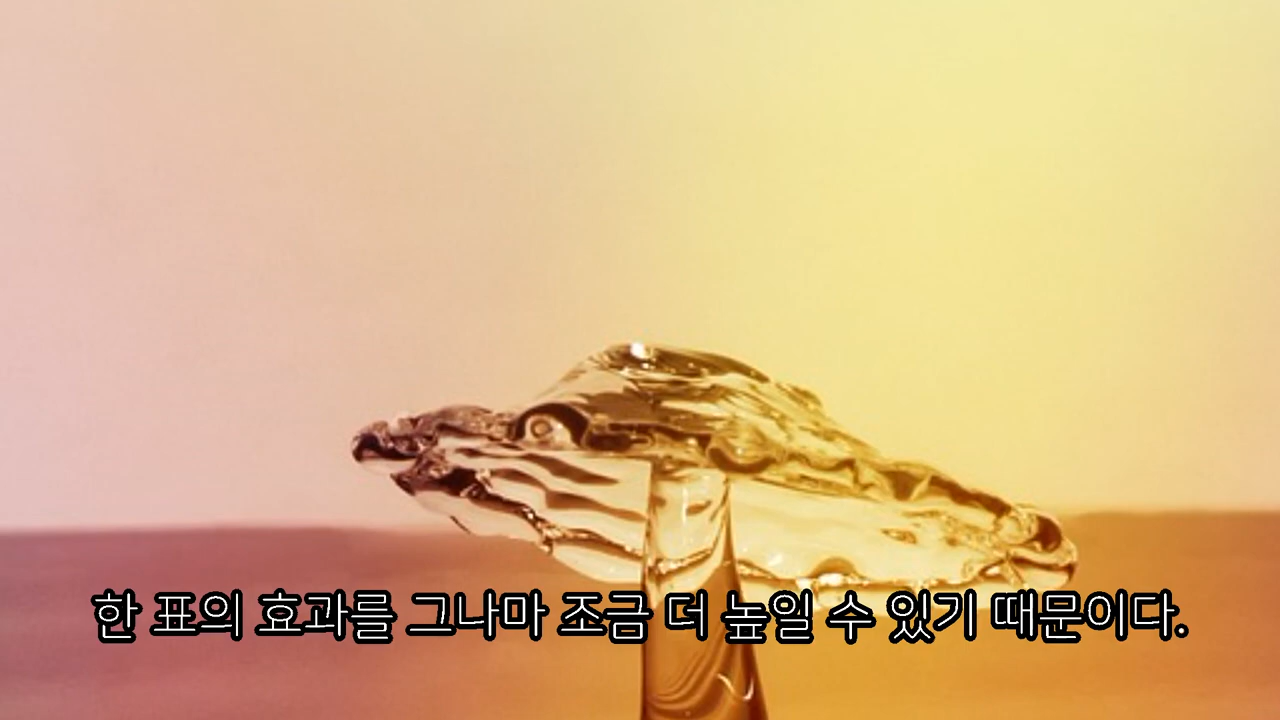 한 표의 효과를 그나마 조금 더 높일 수 있기 때문이다.